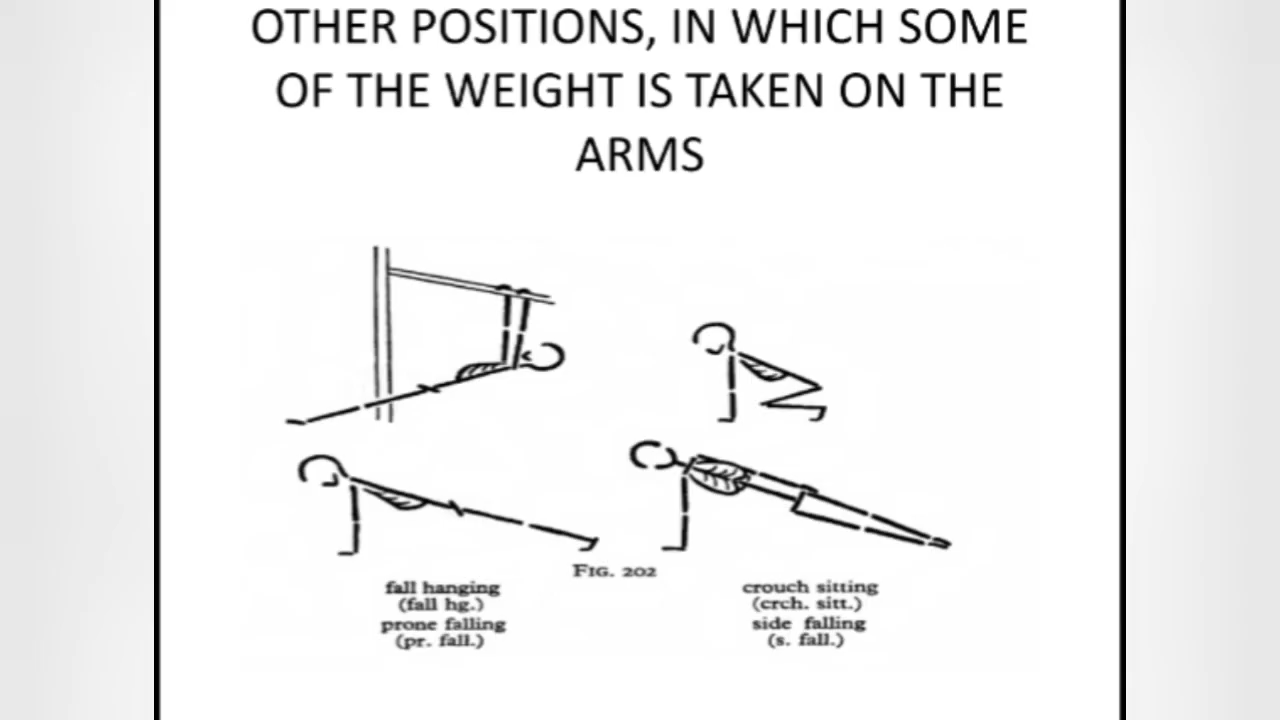 OTHER POSITIONS, IN WHICH SOME
OF THE WEIGHT IS TAKEN ON THE
ARMS
FIG. 202
fall hanging
(fall hg.)
prone falling
(pr. fall.)
crouch sitting
(crch. sitt.)
side falling
(s. fall.)